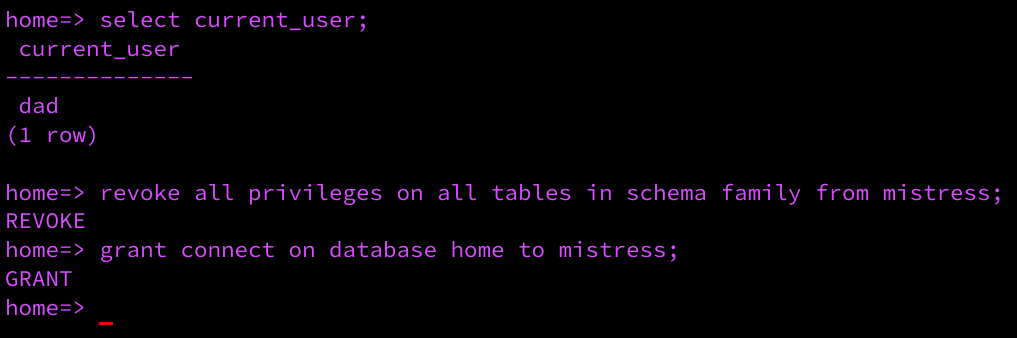 home=> select current_user;
 current_user
--------------
 dad
(1 row)

home=> revoke all privileges on all tables in schema family from mistress;
REVOKE
home=> grant connect on database home to mistress;
GRANT
home=>